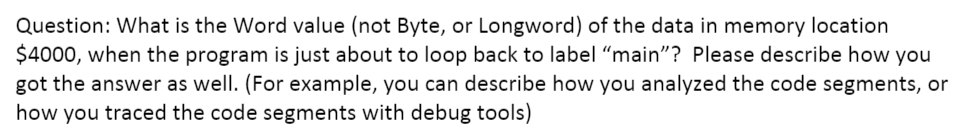 Question: What is the Word value (not Byte, or Longword) of the data in memory location
$4000, when the program is just about to loop back to label “main”?  Please describe how you
got the answer as well. (For example, you can describe how you analyzed the code segments, or
how you traced the code segments with debug tools)